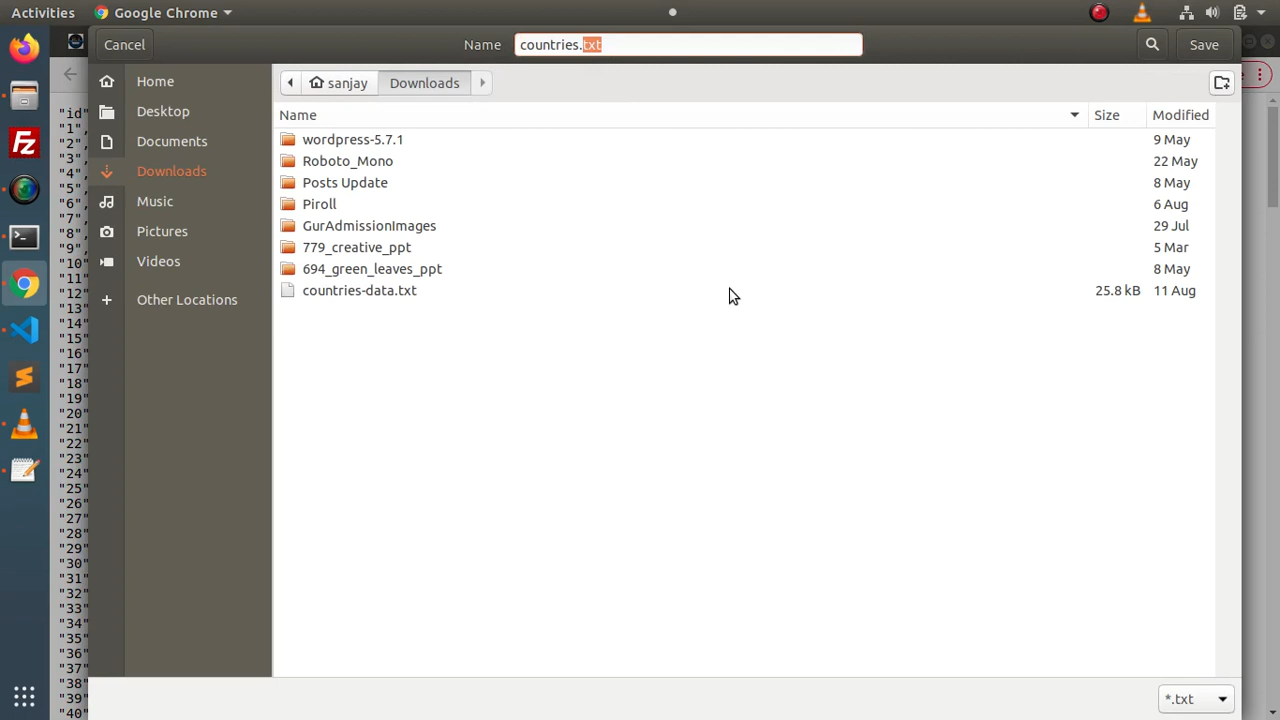 Activities Google Chrome
Cancel Name countries.txt Save
Home
Desktop
Documents
Downloads
Music
Pictures
Videos
Other Locations
sanjay Downloads
Name Size Modified
wordpress-5.7.1 9 May
Roboto_Mono 22 May
Posts Update 8 May
Piroll 6 Aug
GurAdmissionImages 29 Jul
779_creative_ppt 5 Mar
694_green_leaves_ppt 8 May
countries-data.txt 25.8 kB 11 Aug
*.txt
"id"
"1",
"2",
"3",
"4",
"5",
"6",
"7",
"8",
"9",
"10"
"11"
"12"
"13"
"14"
"15"
"16"
"17"
"18"
"19"
"20"
"21"
"22"
"23"
"24"
"25"
"26"
"27"
"28"
"29"
"30"
"31"
"32"
"33"
"34"
"35"
"36"
"37"
"38"
"39"
"40"